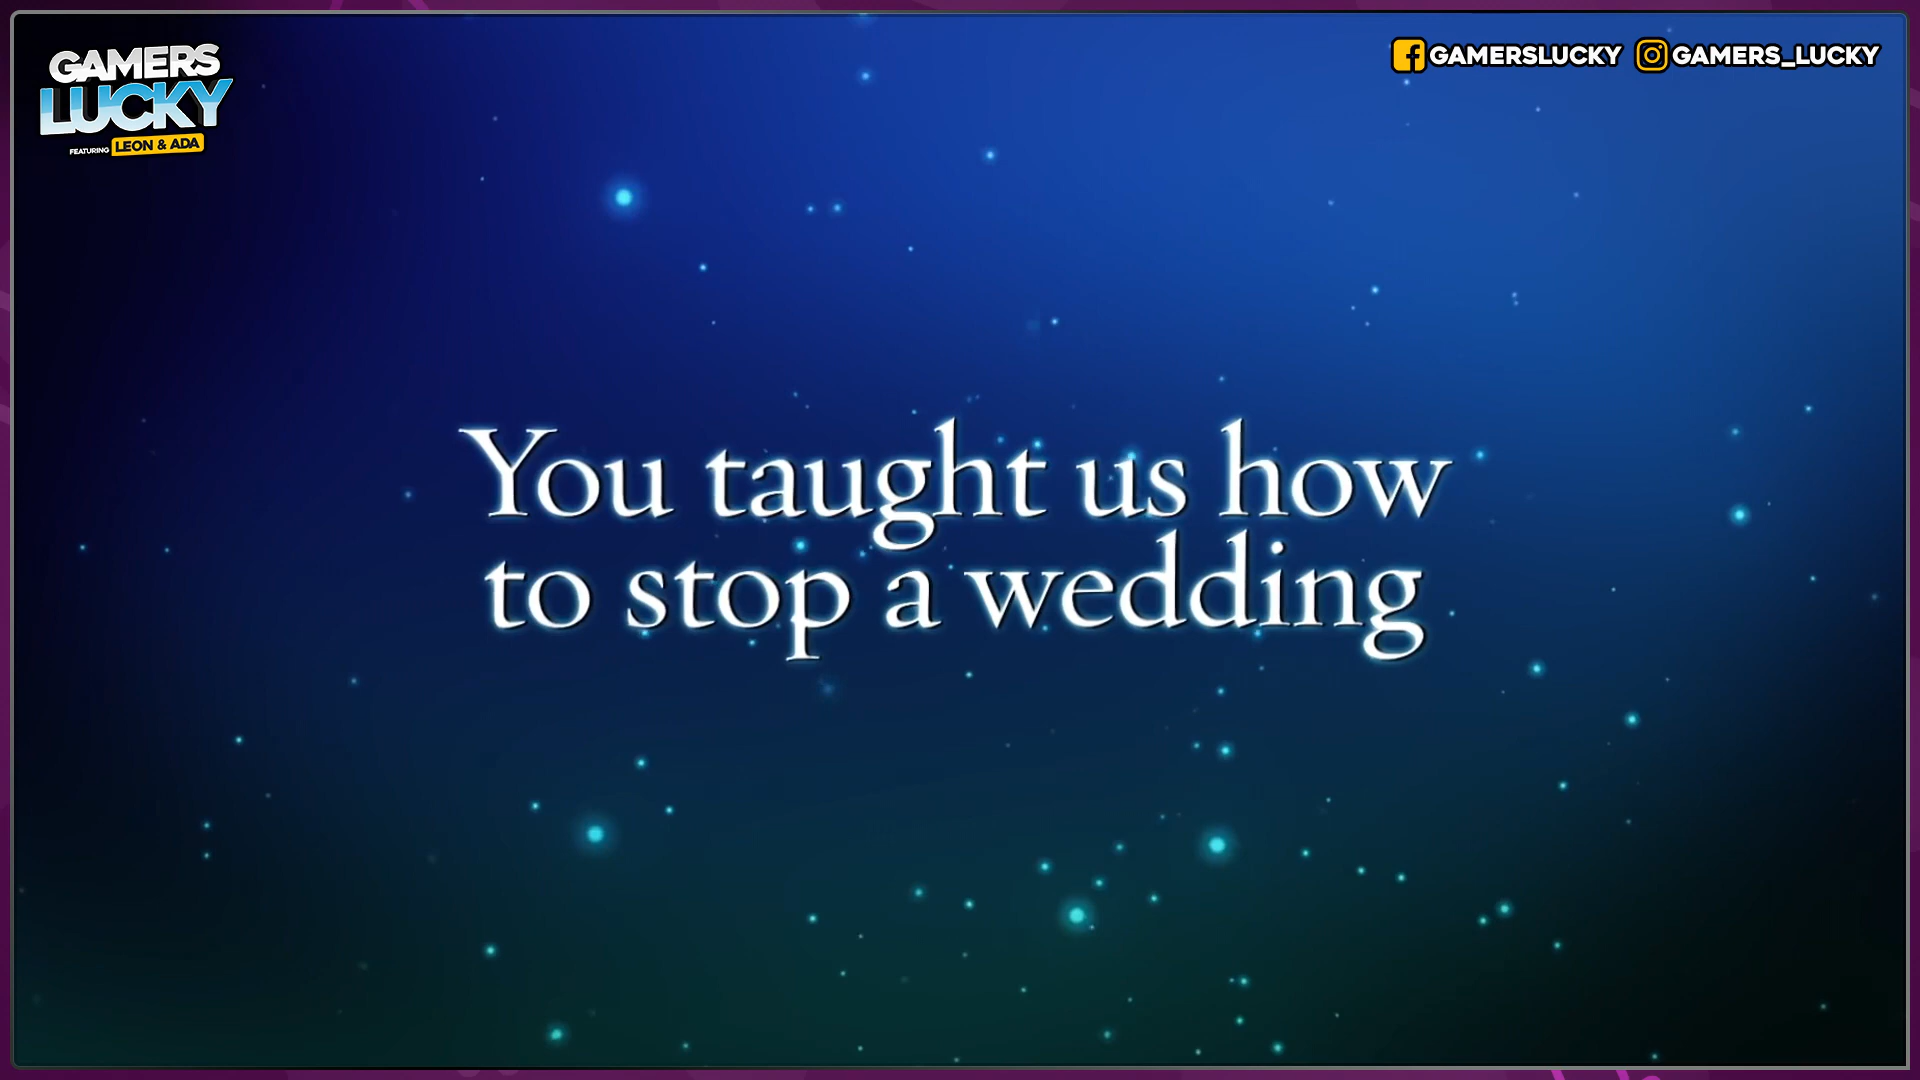 GAMERS
LUCKY
FEATURING LEON & ADA
GAMERSLUCKY GAMERS_LUCKY
You taught us how
to stop a wedding